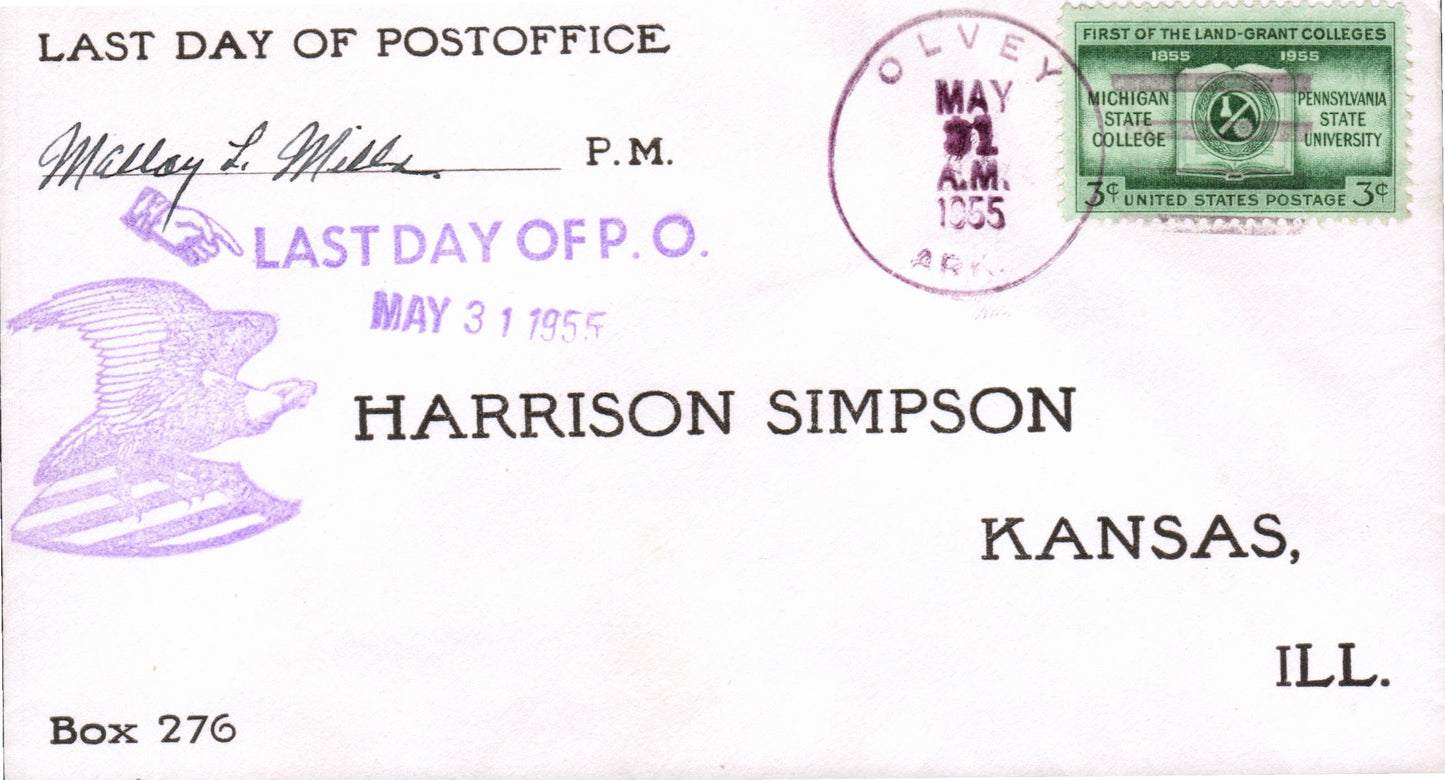 LAST DAY OF POSTOFFICE
Malloy L. Mills P.M.
LAST DAY OF P. O.
MAY 31 1955
OLVEY
MAY
31
A.M.
1955
ARK.
FIRST OF THE LAND-GRANT COLLEGES
1855 1955
MICHIGAN STATE COLLEGE
PENNSYLVANIA STATE UNIVERSITY
3¢ UNITED STATES POSTAGE 3¢
HARRISON SIMPSON
KANSAS,
ILL.
Box 276